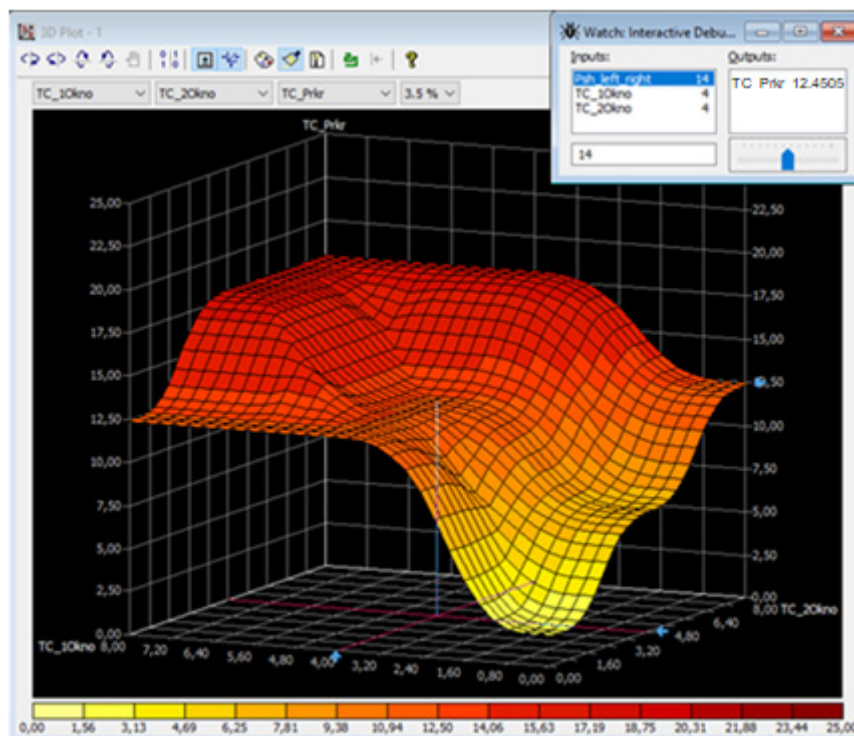 3D Plot - 1
Watch: Interactive Debu...
Inputs:
Outputs:
Psh_left_right 14
TC_1Okno 4
TC_2Okno 4
TC Prkr 12.4505
14
TC_1Okno
TC_2Okno
TC_Prkr
3.5 %
TC_Prkr
25,00
22,50
20,00
17,50
15,00
12,50
10,00
7,50
5,00
2,50
0,00
22,50
20,00
17,50
15,00
10,00
7,50
5,00
2,50
0,00
TC_1Okno 8,00 7,20 6,40 5,60 4,80 4,00 3,20 2,40 1,60 0,80 0,00
0,00 1,60 3,20 4,80 6,40 8,00 TC_2Okno
0,00 1,56 3,13 4,69 6,25 7,81 9,38 10,94 12,50 14,06 15,63 17,19 18,75 20,31 21,88 23,44 25,00